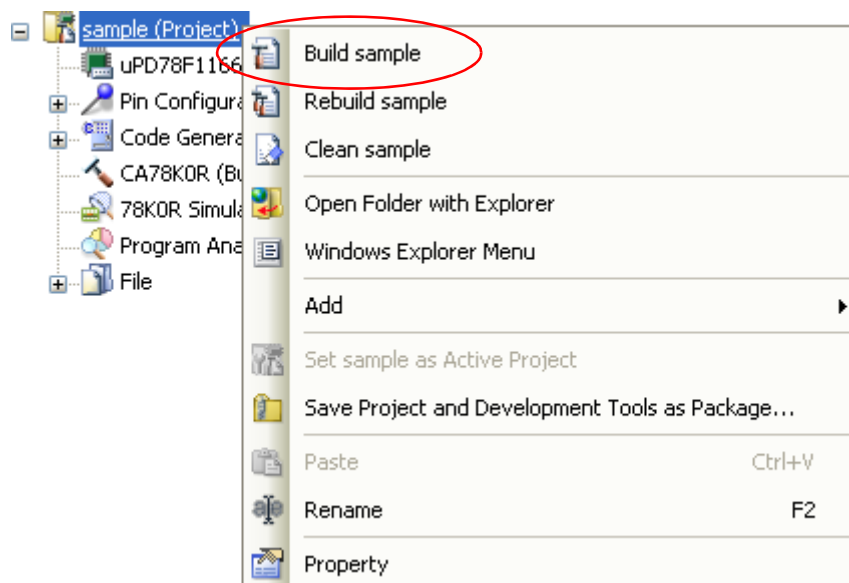 sample (Project)
uPD78F1166
Pin Configura
Code Genera
CA78K0R (Bu
78K0R Simula
Program Ana
File
Build sample
Rebuild sample
Clean sample
Open Folder with Explorer
Windows Explorer Menu
Add
Set sample as Active Project
Save Project and Development Tools as Package...
Paste Ctrl+V
Rename F2
Property